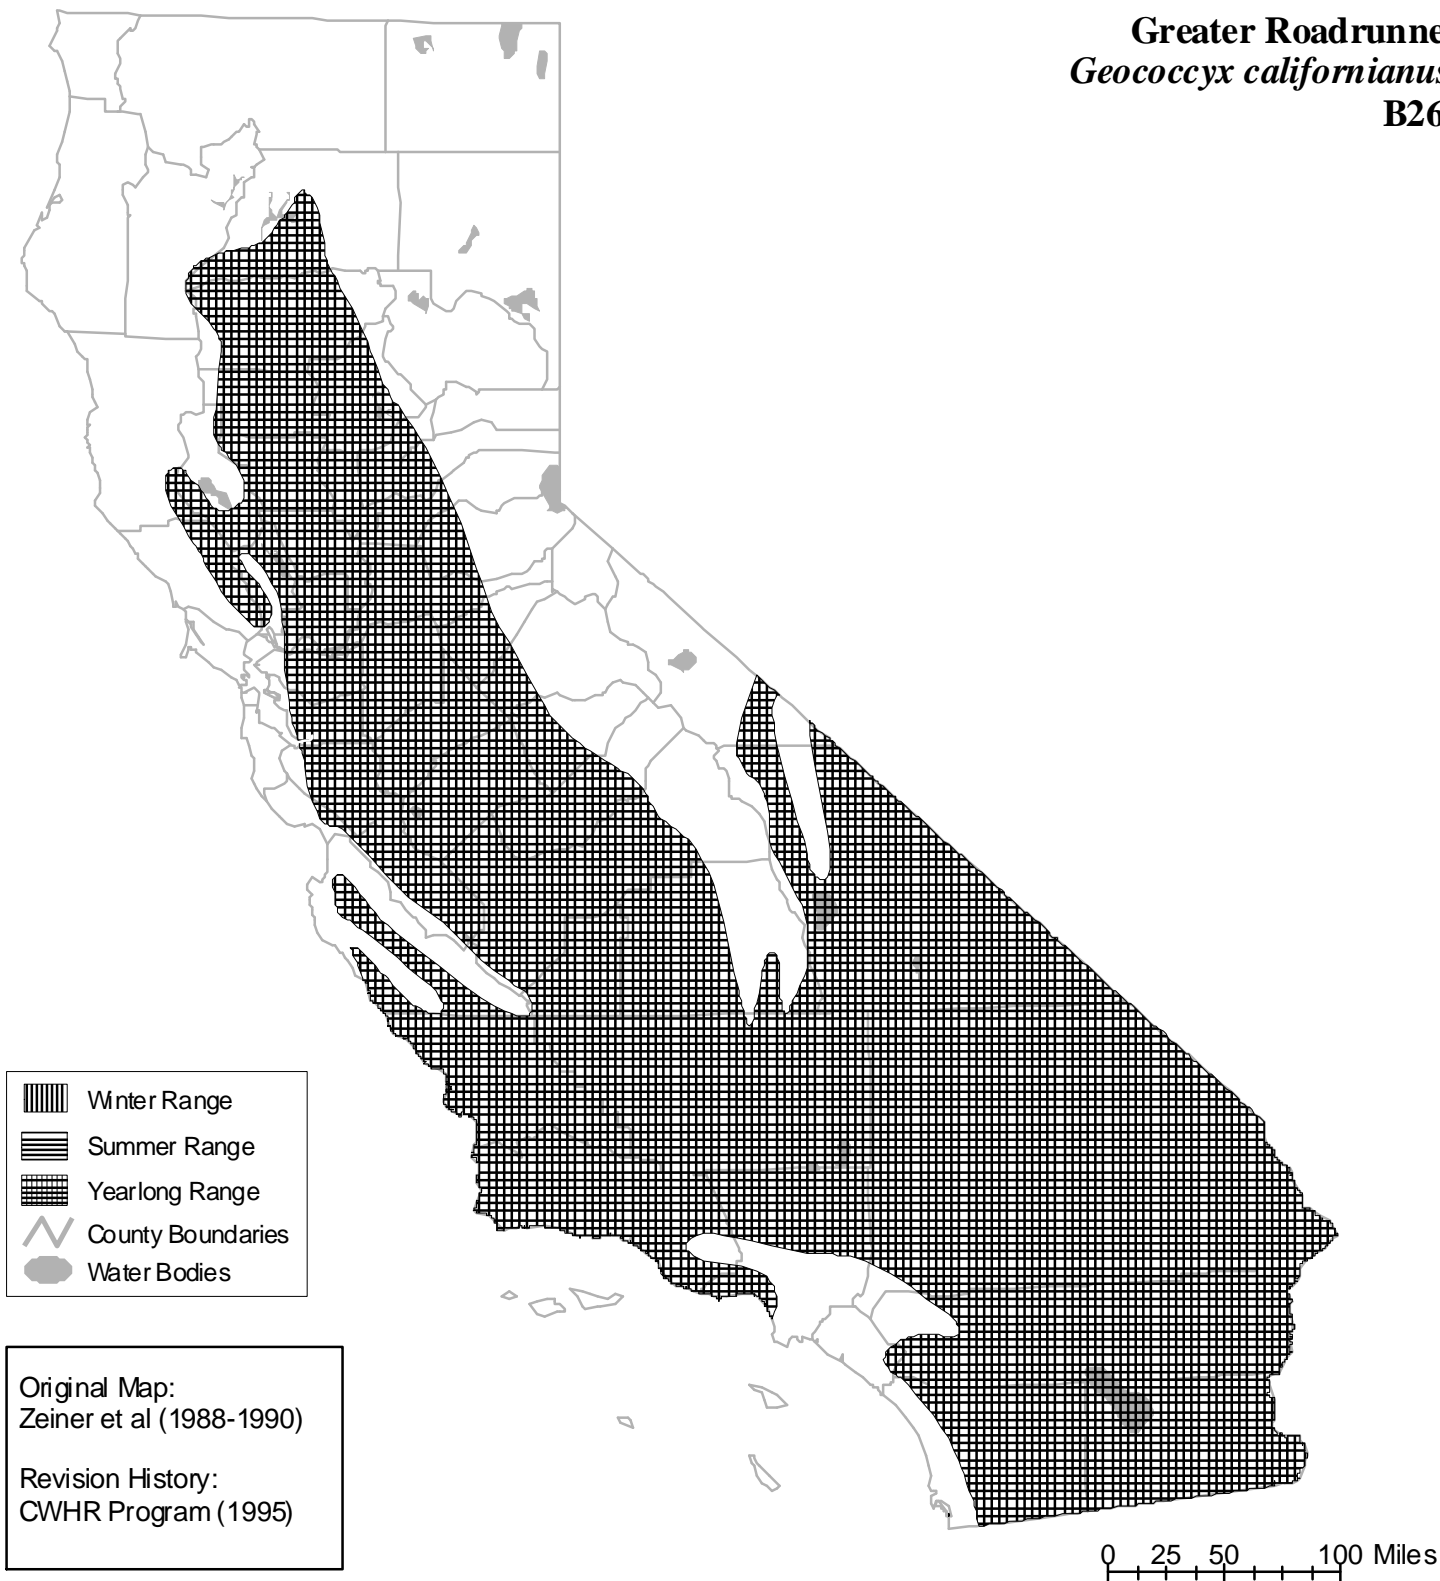 Greater Roadrunne
Geococcyx californianus
B26
Winter Range
Summer Range
Yearlong Range
County Boundaries
Water Bodies
Original Map:
Zeiner et al (1988-1990)
Revision History:
CWHR Program (1995)
0 25 50 100 Miles